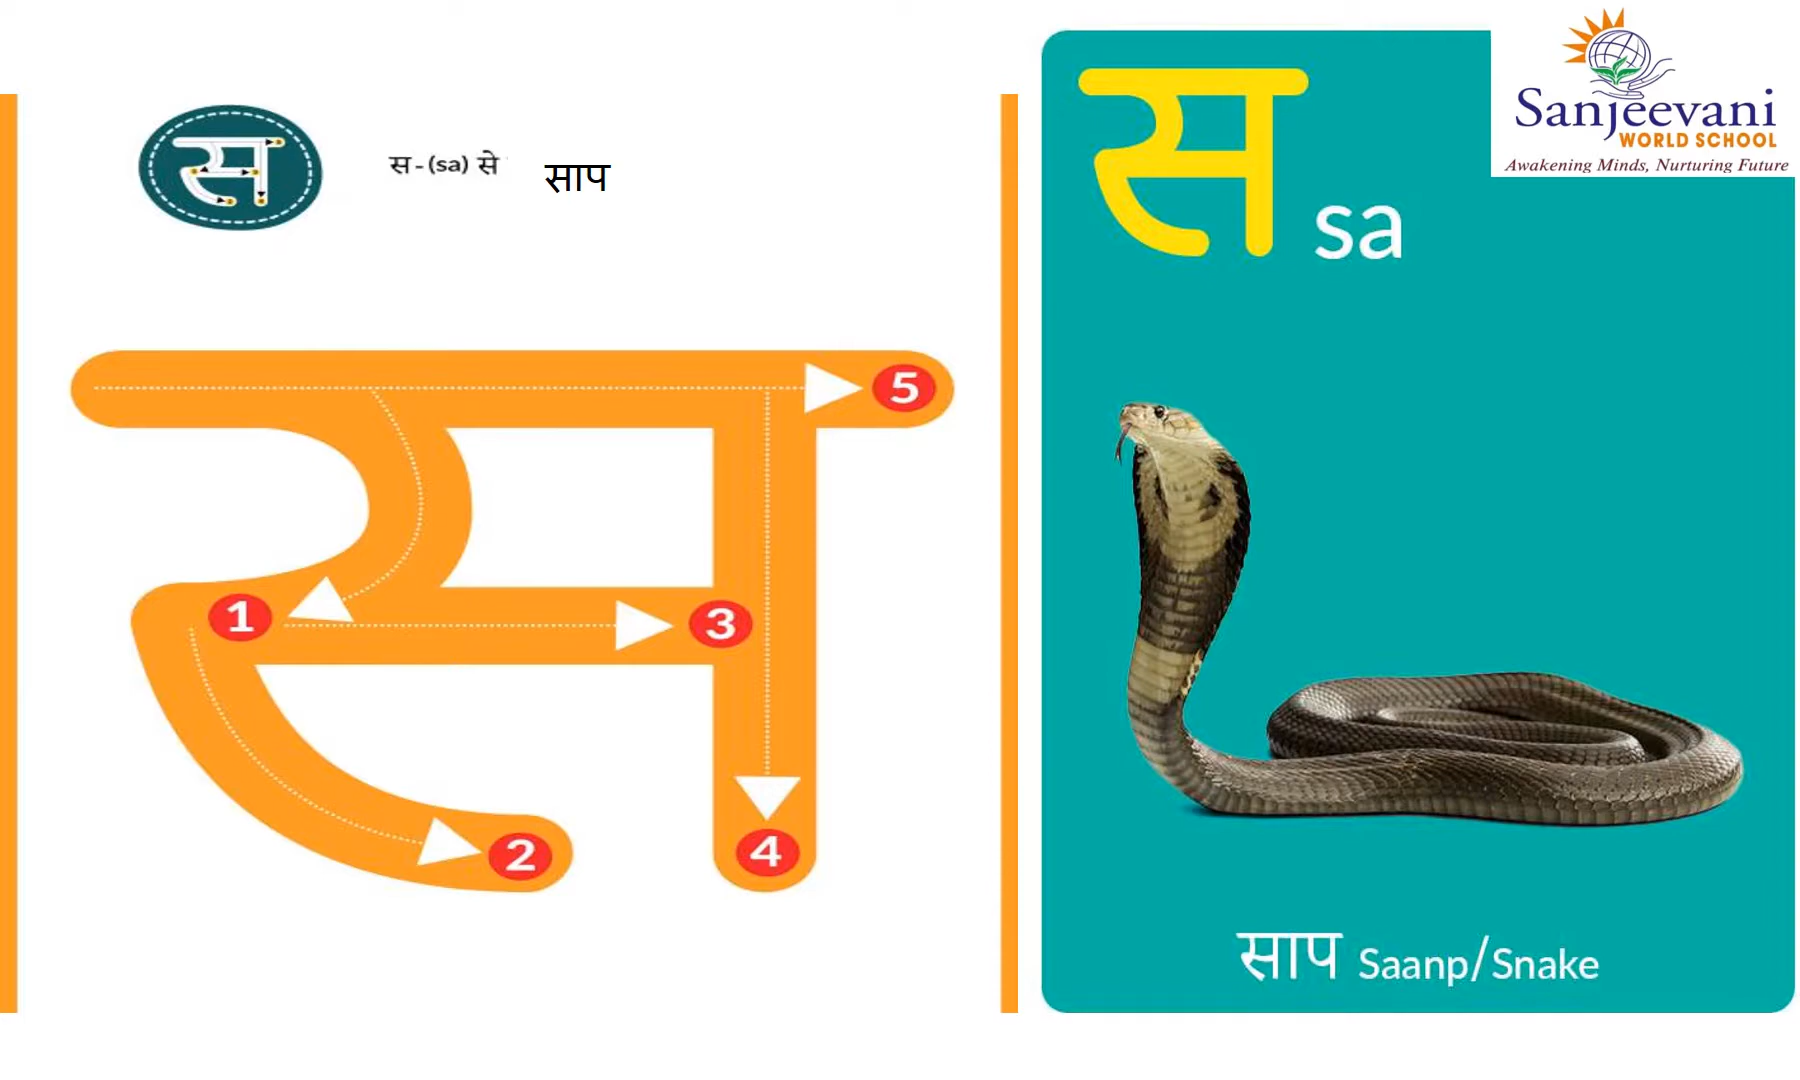 स - (sa) से साप
5
1
3
2
4
स sa
Sanjeevani
WORLD SCHOOL
Awakening Minds, Nurturing Future
साप Saanp/Snake